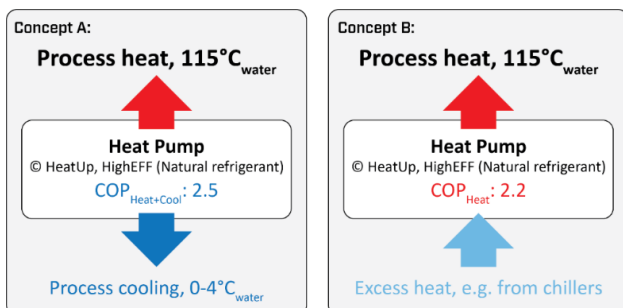 Concept A:
Process heat, 115°Cwater
Heat Pump
© HeatUp, HighEFF (Natural refrigerant)
COPHeat+Cool: 2.5
Process cooling, 0-4°Cwater
Concept B:
Process heat, 115°Cwater
Heat Pump
© HeatUp, HighEFF (Natural refrigerant)
COPHeat: 2.2
Excess heat, e.g. from chillers